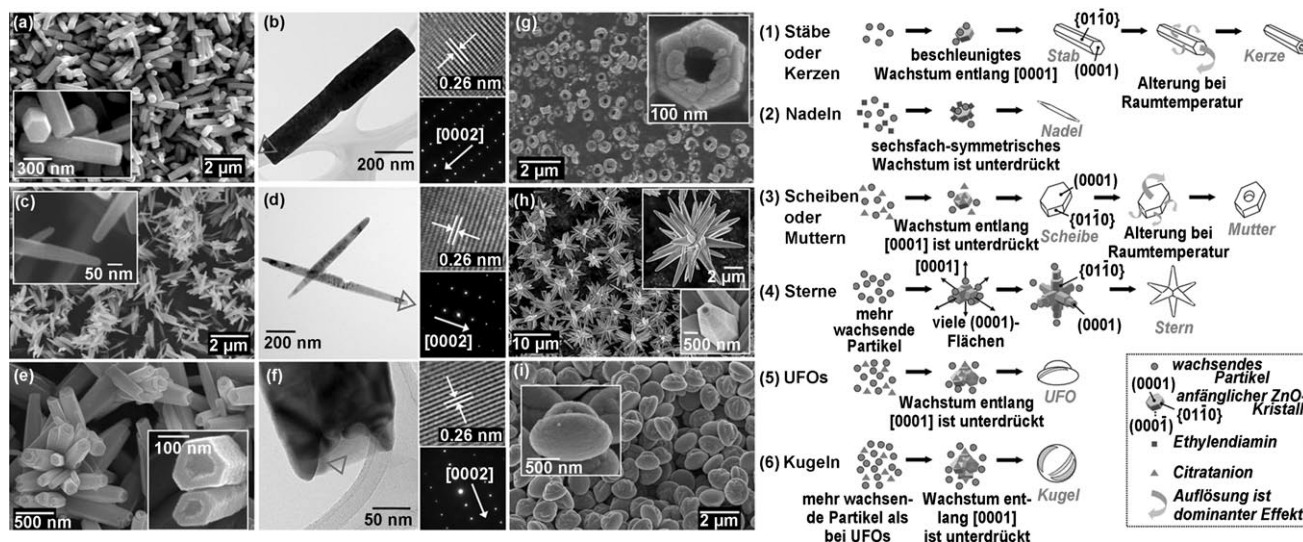 (a)
300 nm
2 µm
(b)
200 nm
0.26 nm
[0002]
(c)
50 nm
2 µm
(d)
200 nm
0.26 nm
[0002]
(e)
100 nm
500 nm
(f)
50 nm
0.26 nm
[0002]
(g)
100 nm
2 µm
(h)
2 µm
500 nm
10 µm
(i)
500 nm
2 µm
(1) Stäbe
oder
Kerzen
beschleunigtes
Wachstum entlang [0001]
{011̄0}
Stab
(0001)
Alterung bei
Raumtemperatur
Kerze
(2) Nadeln
sechsfach-symmetrisches
Wachstum ist unterdrückt
Nadel
(3) Scheiben
oder
Muttern
Wachstum entlang
[0001] ist unterdrückt
(0001)
{011̄0}
Scheibe
Alterung bei
Raumtemperatur
Mutter
(4) Sterne
mehr
wachsende
Partikel
[0001]
viele (0001)-
Flächen
{011̄0}
(0001)
Stern
(5) UFOs
Wachstum entlang
[0001] ist unterdrückt
UFO
(6) Kugeln
mehr wachsen-
de Partikel als
bei UFOs
Wachstum ent-
lang [0001]
ist unterdrückt
Kugel
wachsendes
Partikel
(0001)
anfänglicher ZnO-
Kristall
{011̄0}
(0001̄)
Ethylendiamin
Citratanion
Auflösung ist
dominanter Effekt